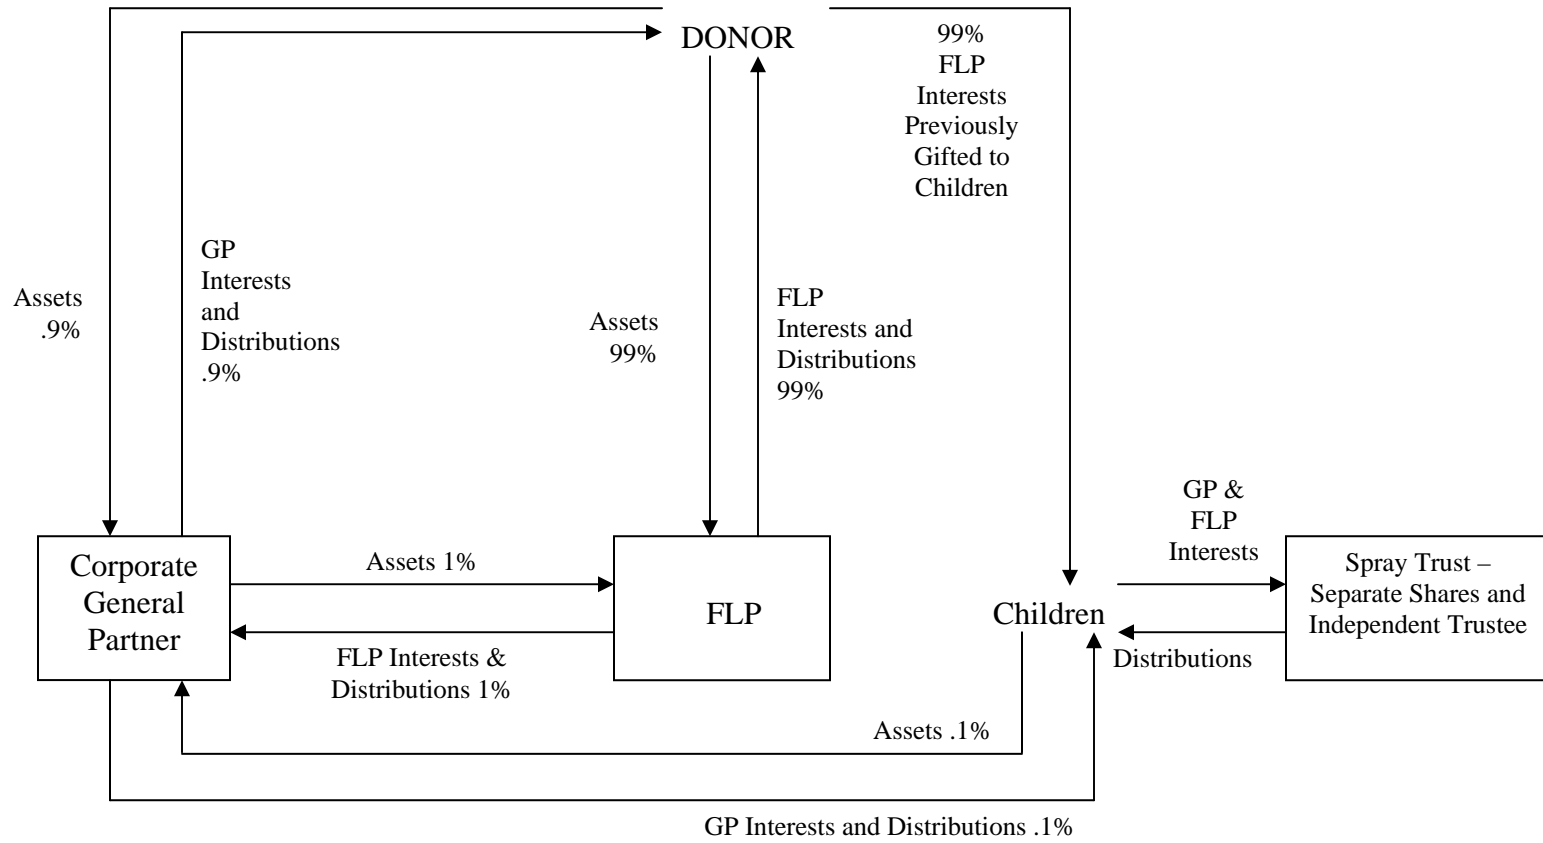 DONOR
99%
FLP
Interests
Previously
Gifted to
Children
GP
Interests
and
Distributions
.9%
Assets
.9%
Assets
99%
FLP
Interests and
Distributions
99%
GP &
FLP
Interests
Corporate
General
Partner
Assets 1%
FLP
Children
Spray Trust –
Separate Shares and
Independent Trustee
FLP Interests &
Distributions 1%
Distributions
Assets .1%
GP Interests and Distributions .1%